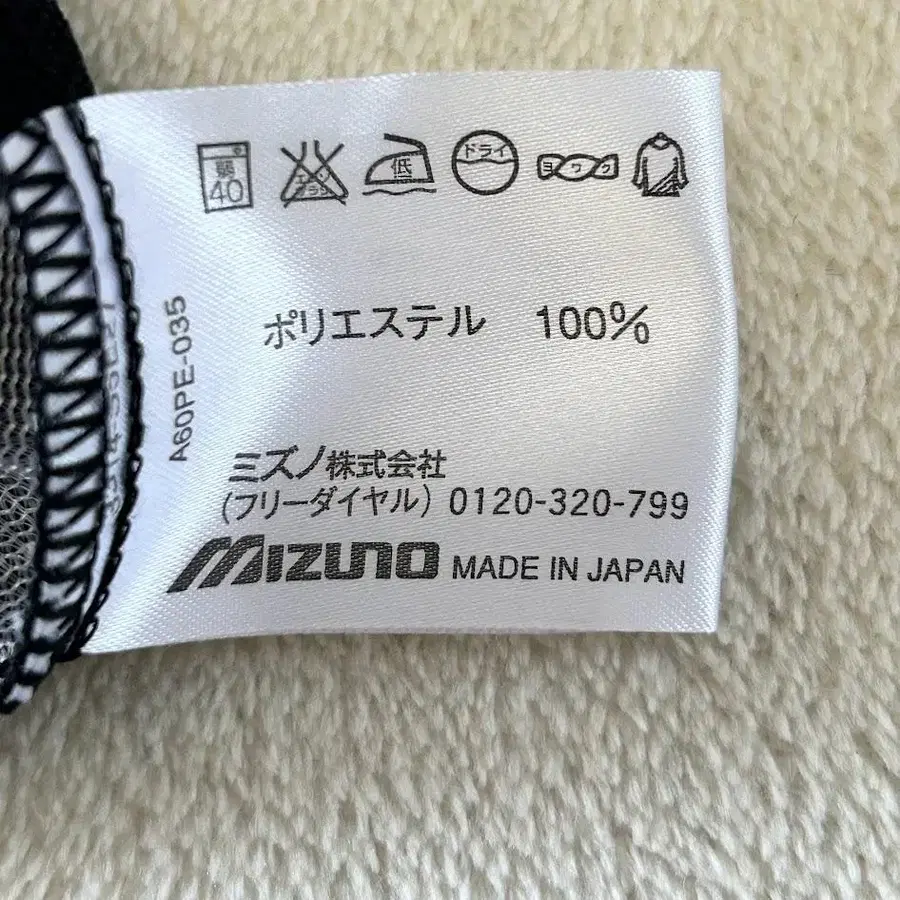 弱
40
エンソ
サラシ
低
ドライ
ヨワク
ポリエステル 100%
A60PE-035
ミズノ株式会社
(フリーダイヤル) 0120-320-799
MIZUNO MADE IN JAPAN